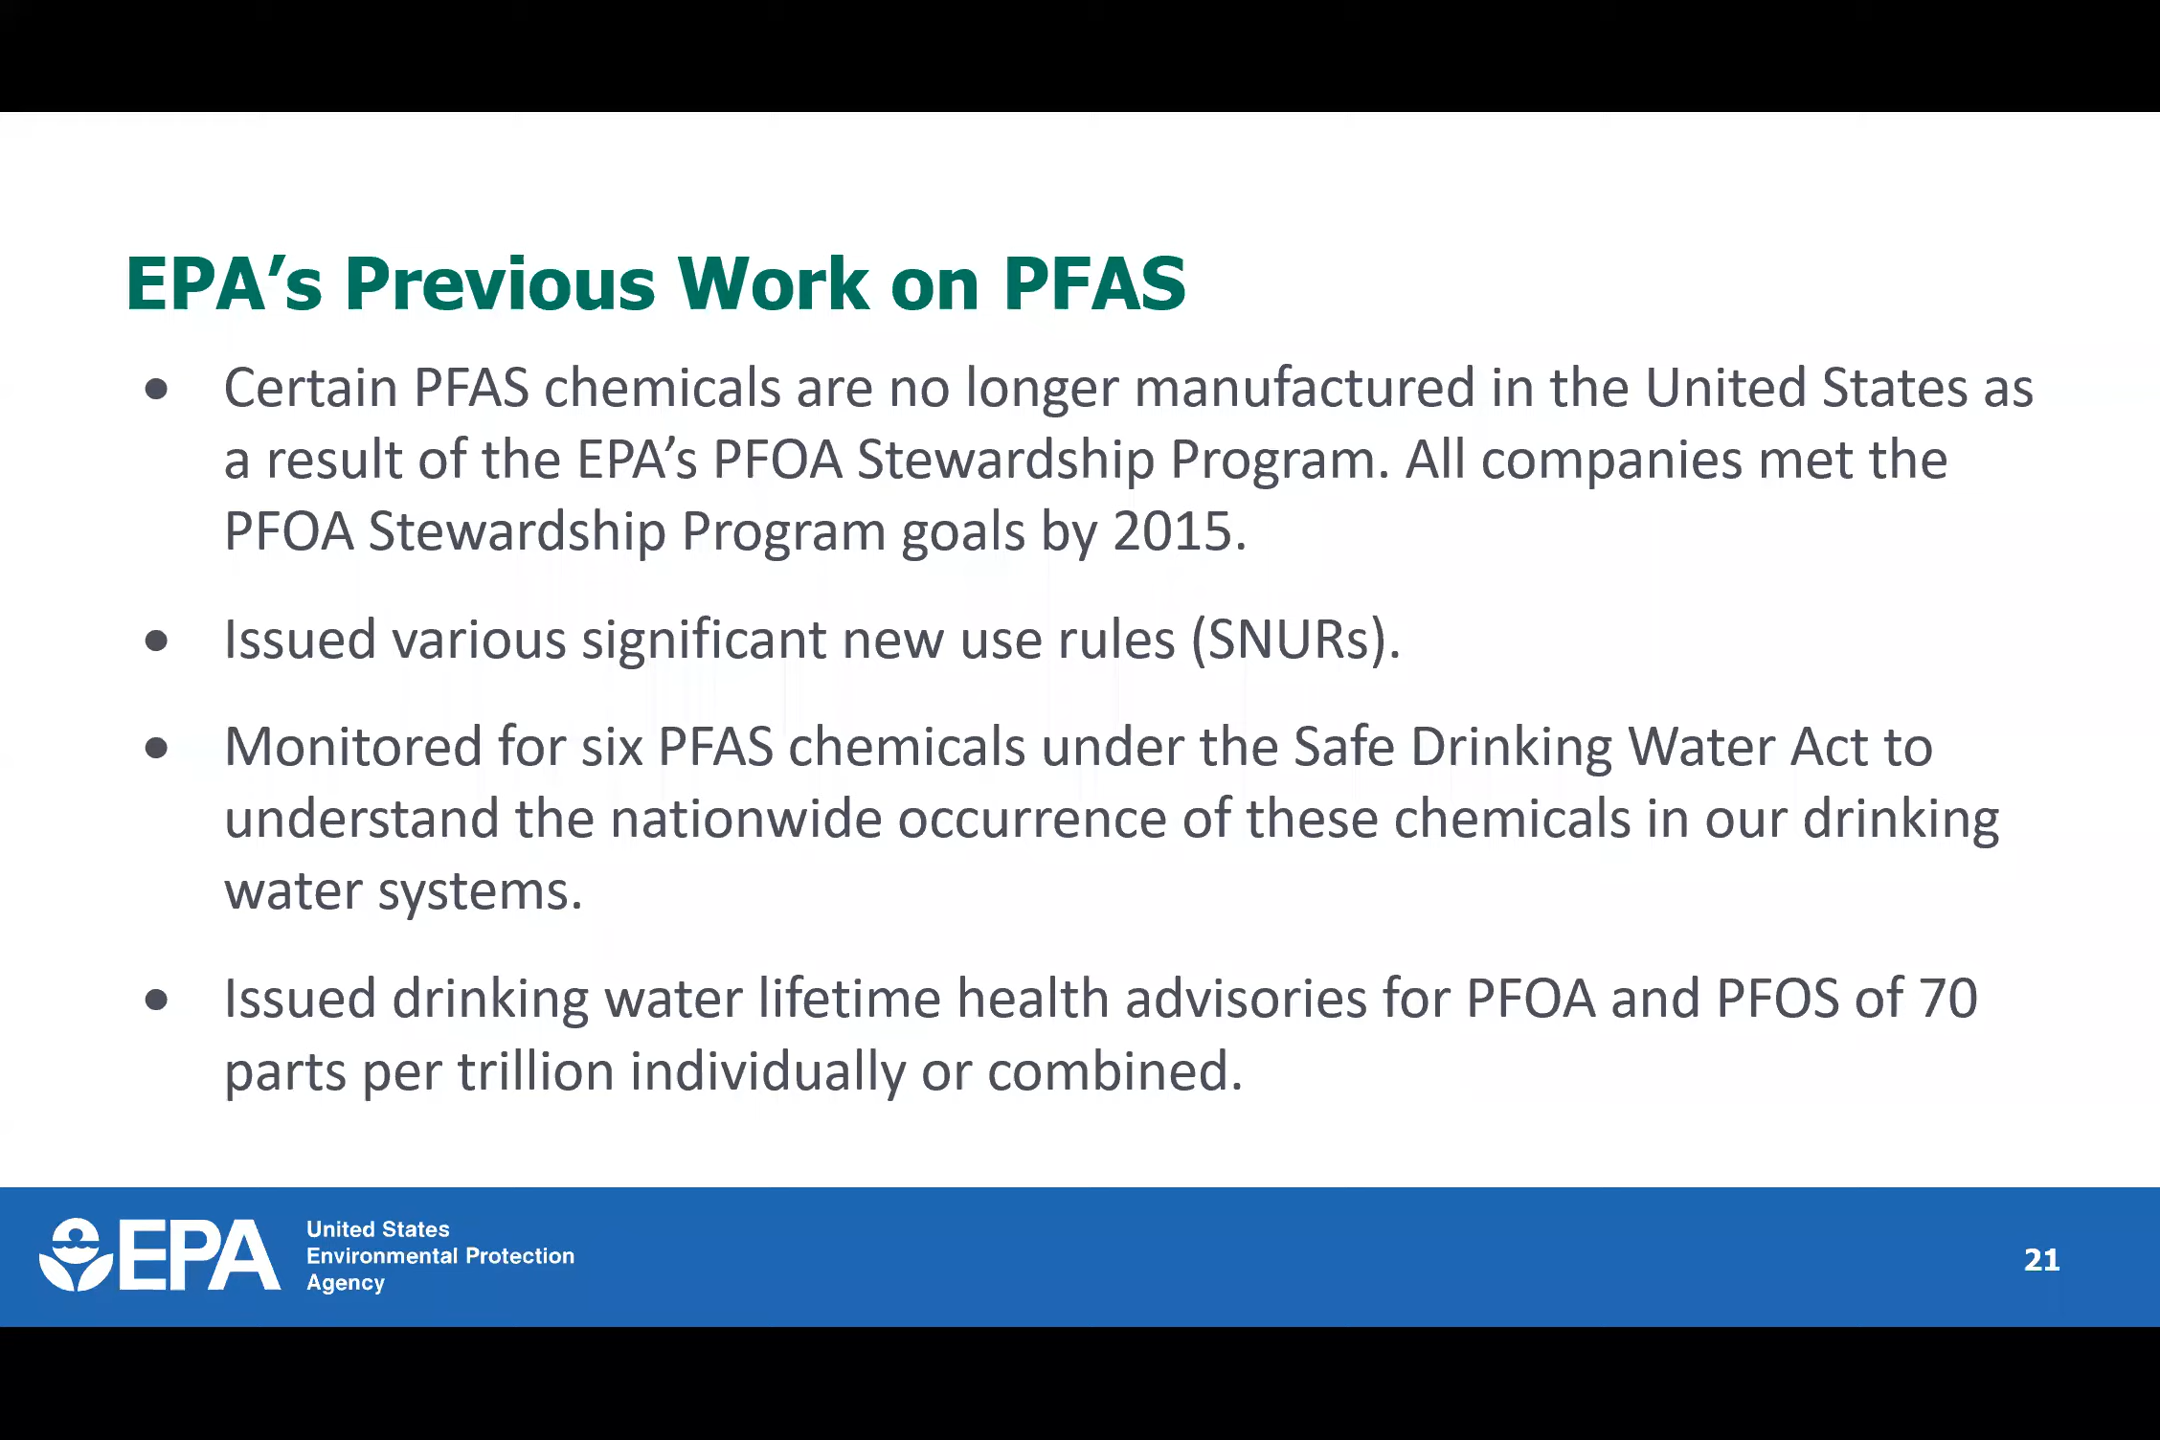 EPA’s Previous Work on PFAS
● Certain PFAS chemicals are no longer manufactured in the United States as
a result of the EPA’s PFOA Stewardship Program. All companies met the
PFOA Stewardship Program goals by 2015.
● Issued various significant new use rules (SNURs).
● Monitored for six PFAS chemicals under the Safe Drinking Water Act to
understand the nationwide occurrence of these chemicals in our drinking
water systems.
● Issued drinking water lifetime health advisories for PFOA and PFOS of 70
parts per trillion individually or combined.
EPA
United States
Environmental Protection
Agency
21